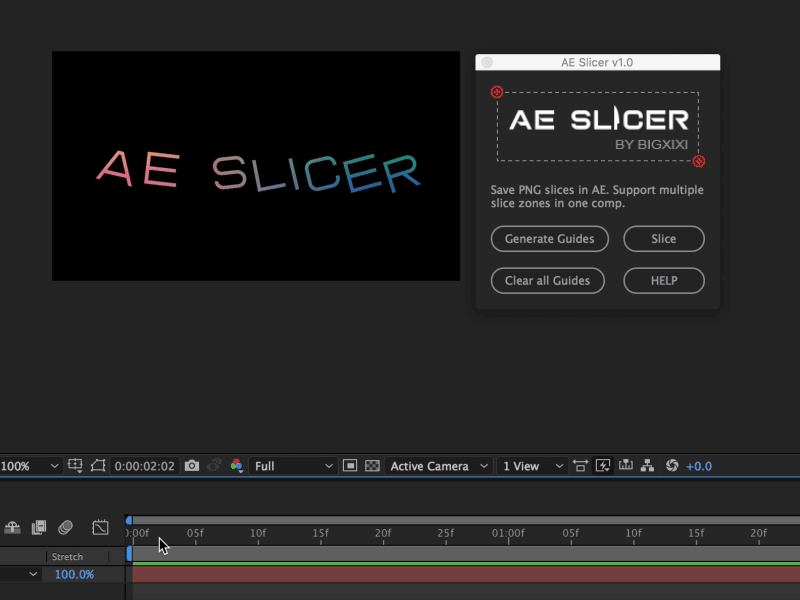 AE SLICER
AE Slicer v1.0
AE SLICER
BY BIGXIXI
Save PNG slices in AE. Support multiple
slice zones in one comp.
Generate Guides
Slice
Clear all Guides
HELP
100%
0:00:02:02
Full
Active Camera
1 View
+0.0
0:00f 05f 10f 15f 20f 25f 01:00f 05f 10f 15f 20f
Stretch
100.0%